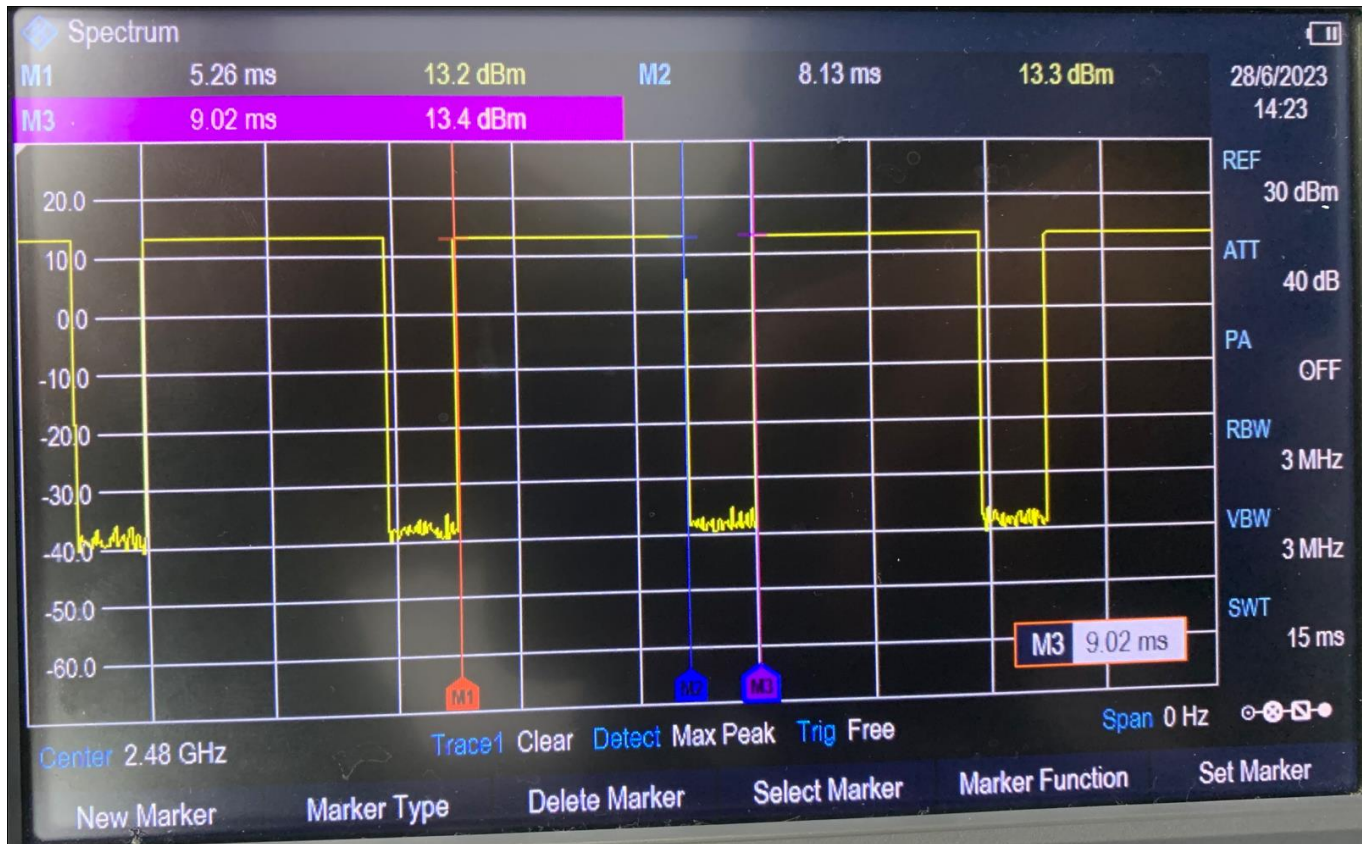 Spectrum
M1 5.26 ms 13.2 dBm M2 8.13 ms 13.3 dBm
M3 9.02 ms 13.4 dBm
28/6/2023
14:23
20.0
10.0
0.0
-10.0
-20.0
-30.0
-40.0
-50.0
-60.0
M1
M2
M3
M3 9.02 ms
REF
30 dBm
ATT
40 dB
PA
OFF
RBW
3 MHz
VBW
3 MHz
SWT
15 ms
Center 2.48 GHz Trace1 Clear Detect Max Peak Trig Free Span 0 Hz
New Marker Marker Type Delete Marker Select Marker Marker Function Set Marker